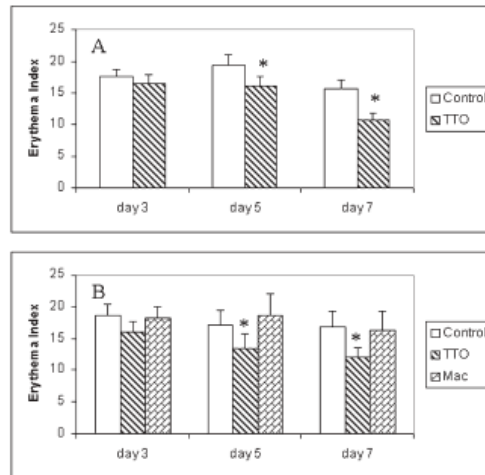 A
25
20
15
10
5
0
Erythema Index
*
*
day 3
day 5
day 7
Control
TTO
B
25
20
15
10
5
0
Erythema Index
*
*
day 3
day 5
day 7
Control
TTO
Mac